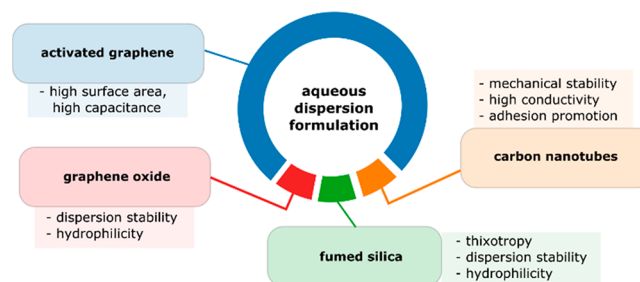 activated graphene
- high surface area,
high capacitance
aqueous
dispersion
formulation
- mechanical stability
- high conductivity
- adhesion promotion
carbon nanotubes
graphene oxide
- dispersion stability
- hydrophilicity
fumed silica
- thixotropy
- dispersion stability
- hydrophilicity